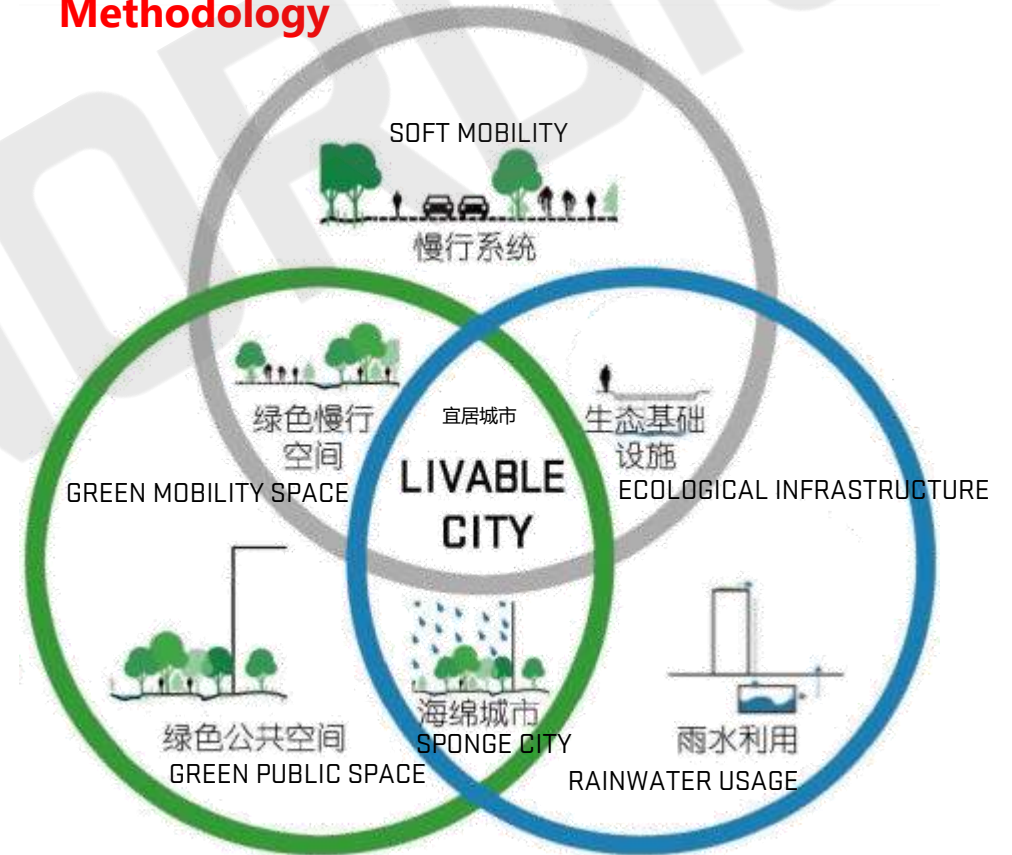 Methodology
SOFT MOBILITY
慢行系统
绿色慢行
空间
GREEN MOBILITY SPACE
宜居城市
LIVABLE
CITY
生态基础
设施
ECOLOGICAL INFRASTRUCTURE
绿色公共空间
GREEN PUBLIC SPACE
海绵城市
SPONGE CITY
雨水利用
RAINWATER USAGE